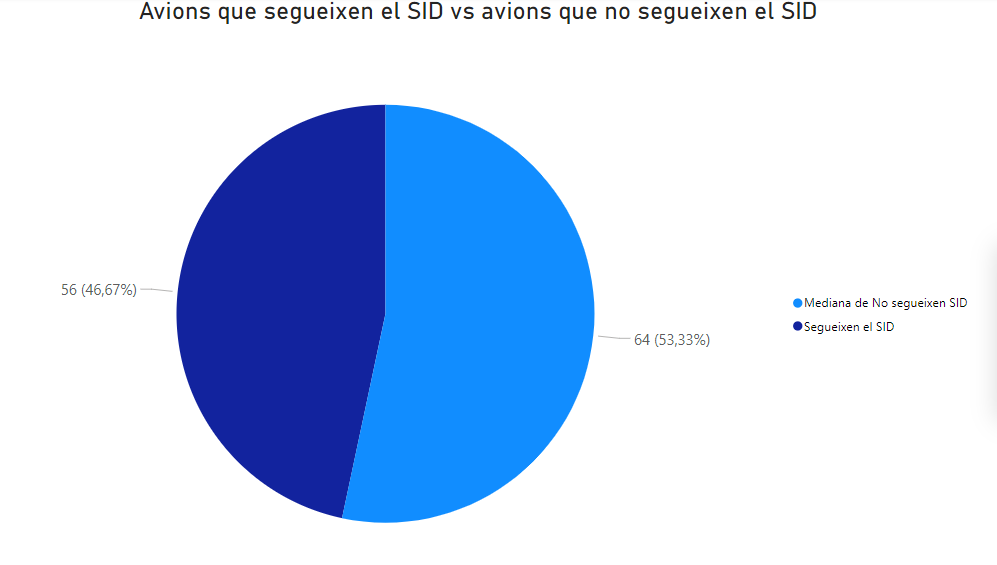 Avions que segueixen el SID vs avions que no segueixen el SID
56 (46,67%)
64 (53,33%)
Mediana de No segueixen SID
Segueixen el SID